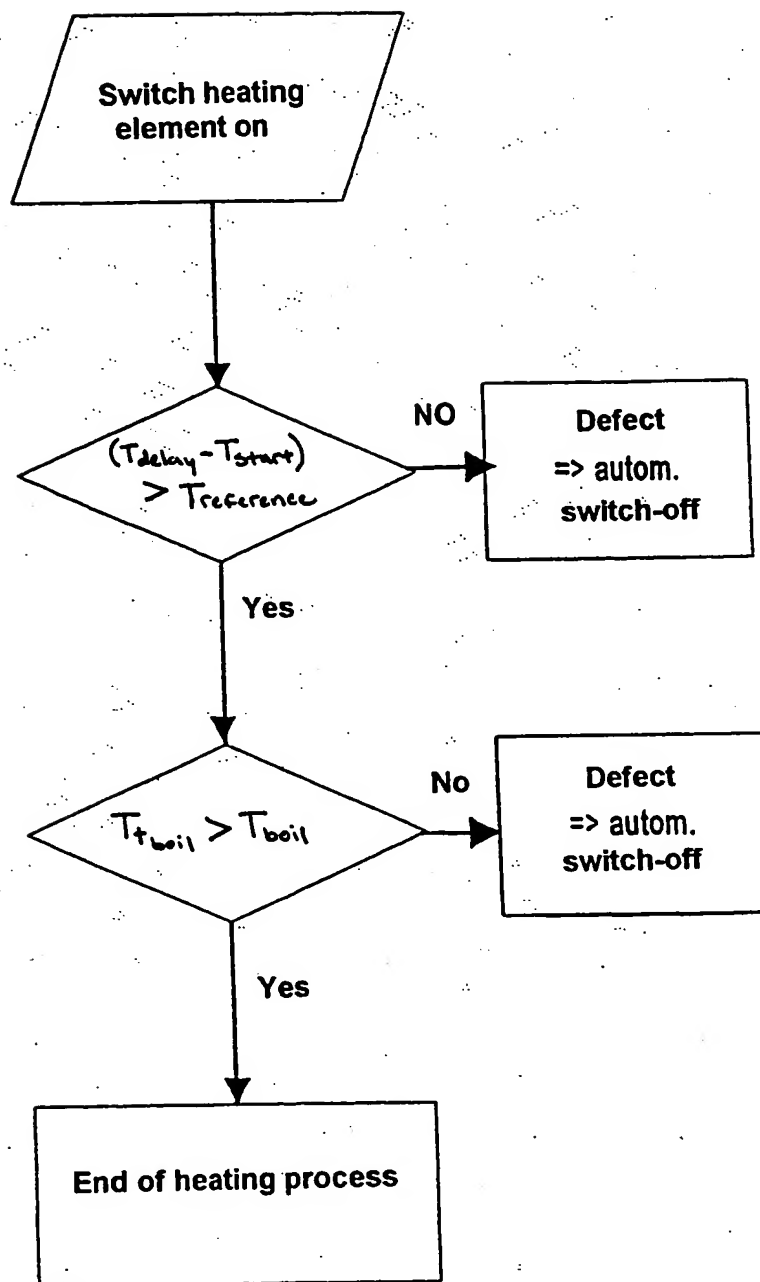 Switch heating
element on
(Tdelay - Tstart)
> Treference
NO
Defect
=> autom.
switch-off
Yes
Ttboil > Tboil
No
Defect
=> autom.
switch-off
Yes
End of heating process